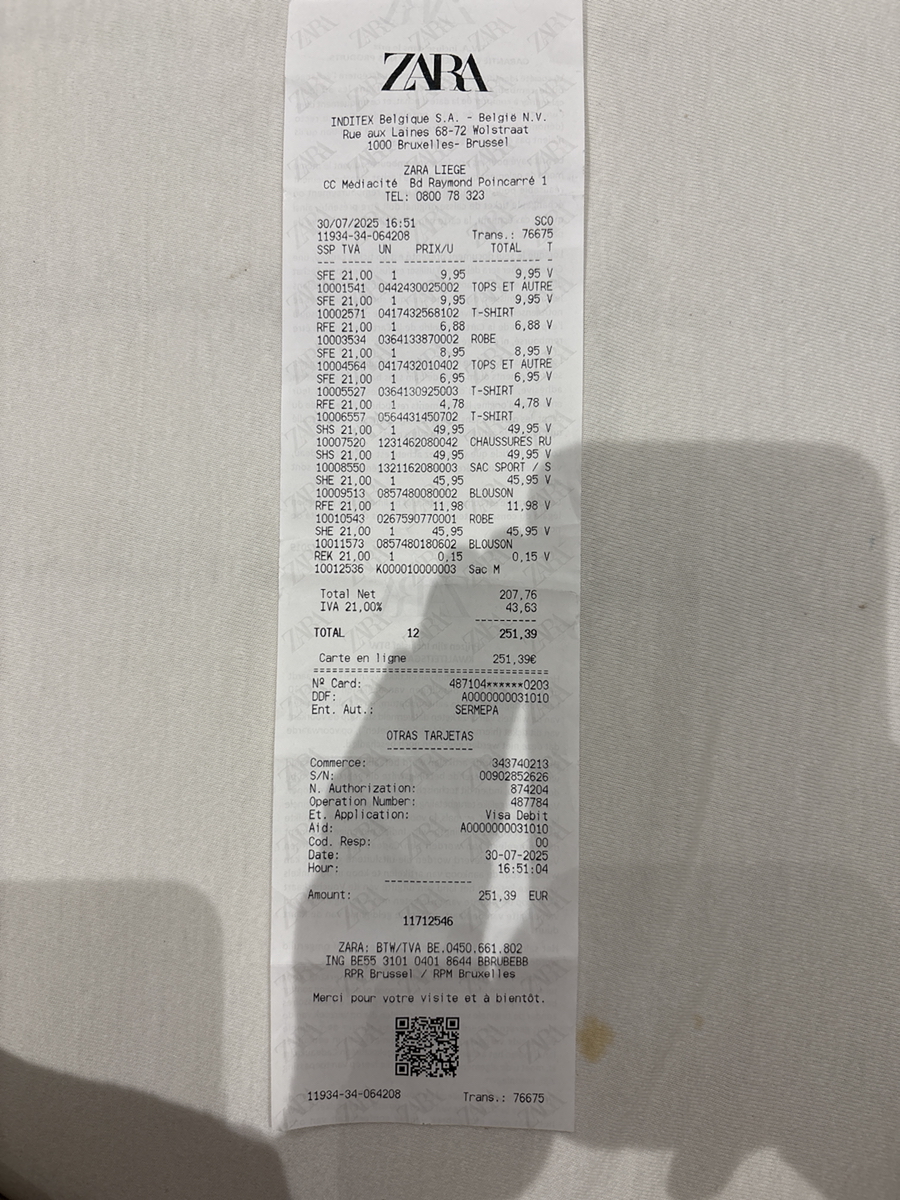 ZARA
INDITEX Belgique S.A. - België N.V.
Rue aux Laines 68-72 Wolstraat
1000 Bruxelles- Brussel
ZARA LIEGE
CC Médiacité Bd Raymond Poincarré 1
TEL: 0800 78 323
30/07/2025 16:51 SCO
11934-34-064208 Trans.: 76675
SSP TVA UN PRIX/U TOTAL T
--- ----- --- ---------- ----------- -
SFE 21,00 1 9,95 9,95 V
10001541 0442430025002 TOPS ET AUTRE
SFE 21,00 1 9,95 9,95 V
10002571 0417432568102 T-SHIRT
RFE 21,00 1 6,88 6,88 V
10003534 0364133870002 ROBE
SFE 21,00 1 8,95 8,95 V
10004564 0417432010402 TOPS ET AUTRE
SFE 21,00 1 6,95 6,95 V
10005527 0364130925003 T-SHIRT
RFE 21,00 1 4,78 4,78 V
10006557 0564431450702 T-SHIRT
SHS 21,00 1 49,95 49,95 V
10007520 1231462080042 CHAUSSURES RU
SHS 21,00 1 49,95 49,95 V
10008550 1321162080003 SAC SPORT / S
SHE 21,00 1 45,95 45,95 V
10009513 0857480080002 BLOUSON
RFE 21,00 1 11,98 11,98 V
10010543 0267590770001 ROBE
SHE 21,00 1 45,95 45,95 V
10011573 0857480180602 BLOUSON
REK 21,00 1 0,15 0,15 V
10012536 K000010000003 Sac M
Total Net 207,76
IVA 21,00% 43,63
----------
TOTAL 12 251,39
Carte en ligne 251,39€
======================================
Nº Card: 487104******0203
DDF: A0000000031010
Ent. Aut.: SERMEPA
OTRAS TARJETAS
--------------
Commerce: 343740213
S/N: 00902852626
N. Authorization: 874204
Operation Number: 487784
Et. Application: Visa Debit
Aid: A0000000031010
Cod. Resp: 00
Date: 30-07-2025
Hour: 16:51:04
--------------
Amount: 251,39 EUR
11712546
ZARA: BTW/TVA BE.0450.661.802
ING BE55 3101 0401 8644 BBRUBEBB
RPR Brussel / RPM Bruxelles
Merci pour votre visite et à bientôt.
11934-34-064208 Trans.: 76675